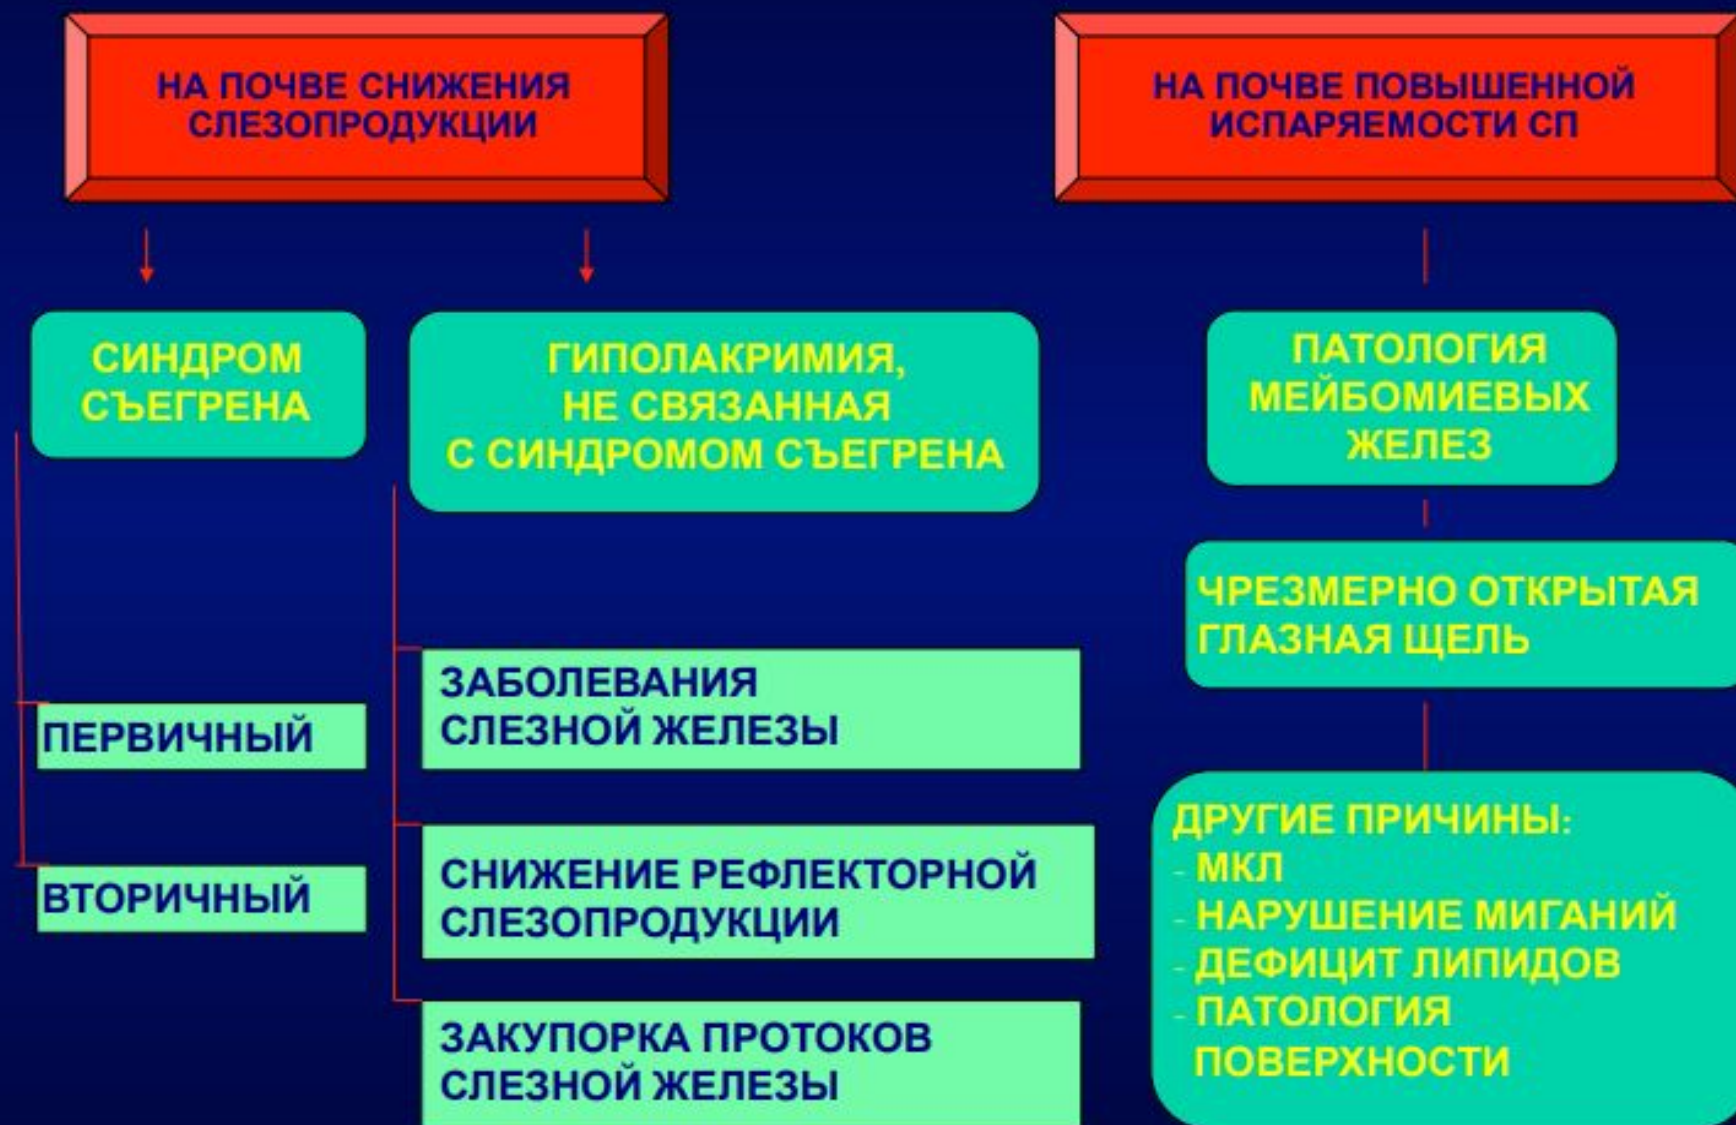 НА ПОЧВЕ СНИЖЕНИЯ
СЛЕЗОПРОДУКЦИИ
НА ПОЧВЕ ПОВЫШЕННОЙ
ИСПАРЯЕМОСТИ СП
СИНДРОМ
СЪЕГРЕНА
ПЕРВИЧНЫЙ
ВТОРИЧНЫЙ
ГИПОЛАКРИМИЯ,
НЕ СВЯЗАННАЯ
С СИНДРОМОМ СЪЕГРЕНА
ЗАБОЛЕВАНИЯ
СЛЕЗНОЙ ЖЕЛЕЗЫ
СНИЖЕНИЕ РЕФЛЕКТОРНОЙ
СЛЕЗОПРОДУКЦИИ
ЗАКУПОРКА ПРОТОКОВ
СЛЕЗНОЙ ЖЕЛЕЗЫ
ПАТОЛОГИЯ
МЕЙБОМИЕВЫХ
ЖЕЛЕЗ
ЧРЕЗМЕРНО ОТКРЫТАЯ
ГЛАЗНАЯ ЩЕЛЬ
ДРУГИЕ ПРИЧИНЫ:
- МКЛ
- НАРУШЕНИЕ МИГАНИЙ
- ДЕФИЦИТ ЛИПИДОВ
- ПАТОЛОГИЯ
ПОВЕРХНОСТИ